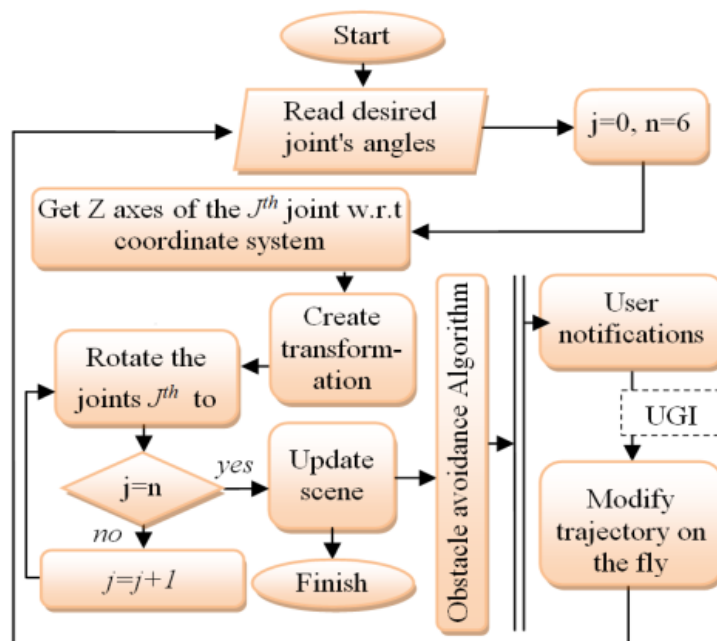 Start
Read desired
joint's angles
j=0, n=6
Get Z axes of the Jᵗʰ joint w.r.t
coordinate system
Create
transform-
ation
Rotate the
joints Jᵗʰ to
j=n
yes
no
j=j+1
Update
scene
Finish
Obstacle avoidance Algorithm
User
notifications
UGI
Modify
trajectory on
the fly